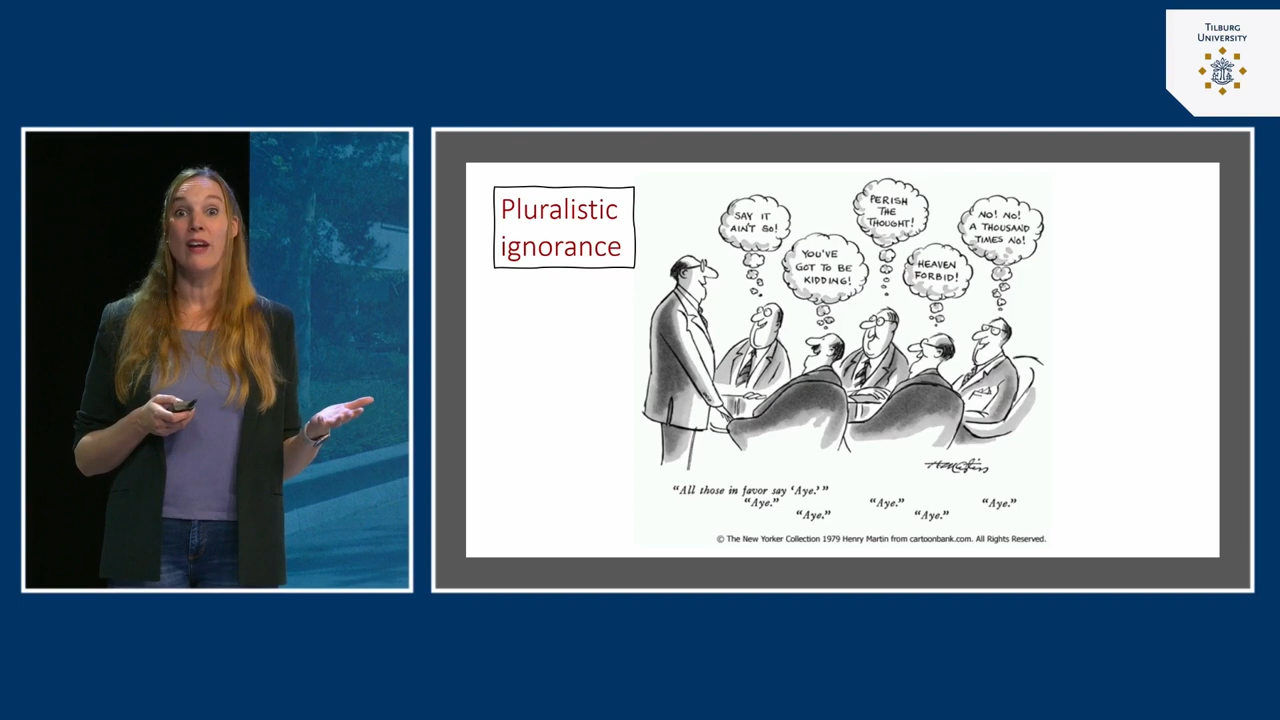 TILBURG
UNIVERSITY
Pluralistic
ignorance
SAY IT
AIN'T SO!
YOU'VE
GOT TO BE
KIDDING!
PERISH
THE
THOUGHT!
HEAVEN
FORBID!
NO! NO!
A THOUSAND
TIMES NO!
"All those in favor say 'Aye.'"
"Aye."
"Aye."
"Aye."
"Aye."
"Aye."
© The New Yorker Collection 1979 Henry Martin from cartoonbank.com. All Rights Reserved.